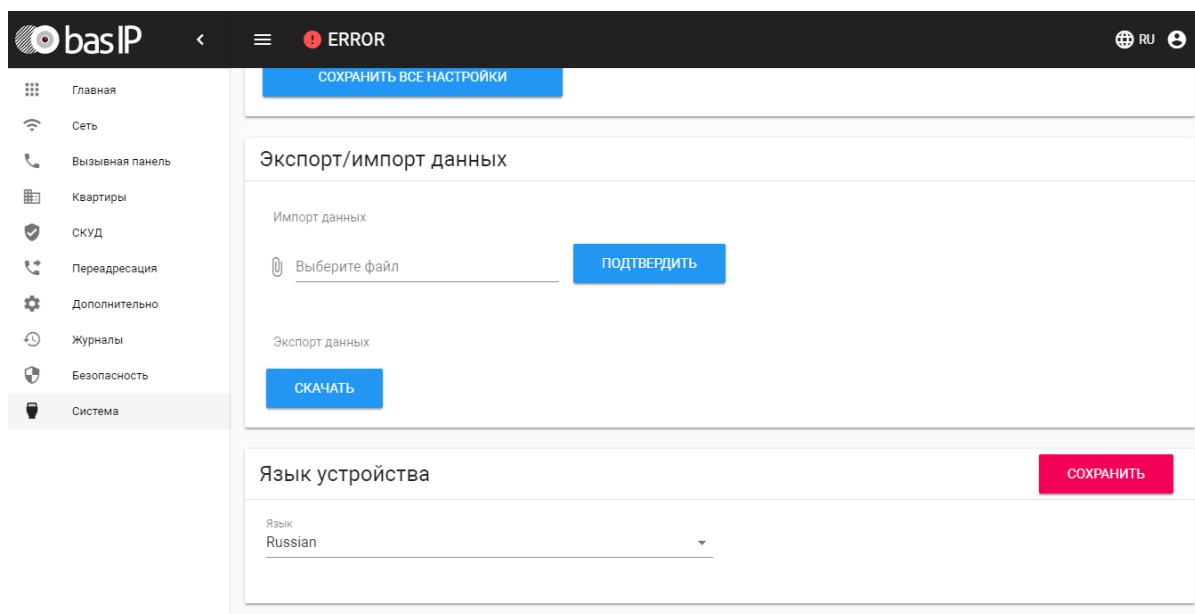 bas IP
ERROR
RU
Главная
Сеть
Вызывная панель
Квартиры
СКУД
Переадресация
Дополнительно
Журналы
Безопасность
Система
СОХРАНИТЬ ВСЕ НАСТРОЙКИ
Экспорт/импорт данных
Импорт данных
Выберите файл
ПОДТВЕРДИТЬ
Экспорт данных
СКАЧАТЬ
Язык устройства
СОХРАНИТЬ
Язык
Russian